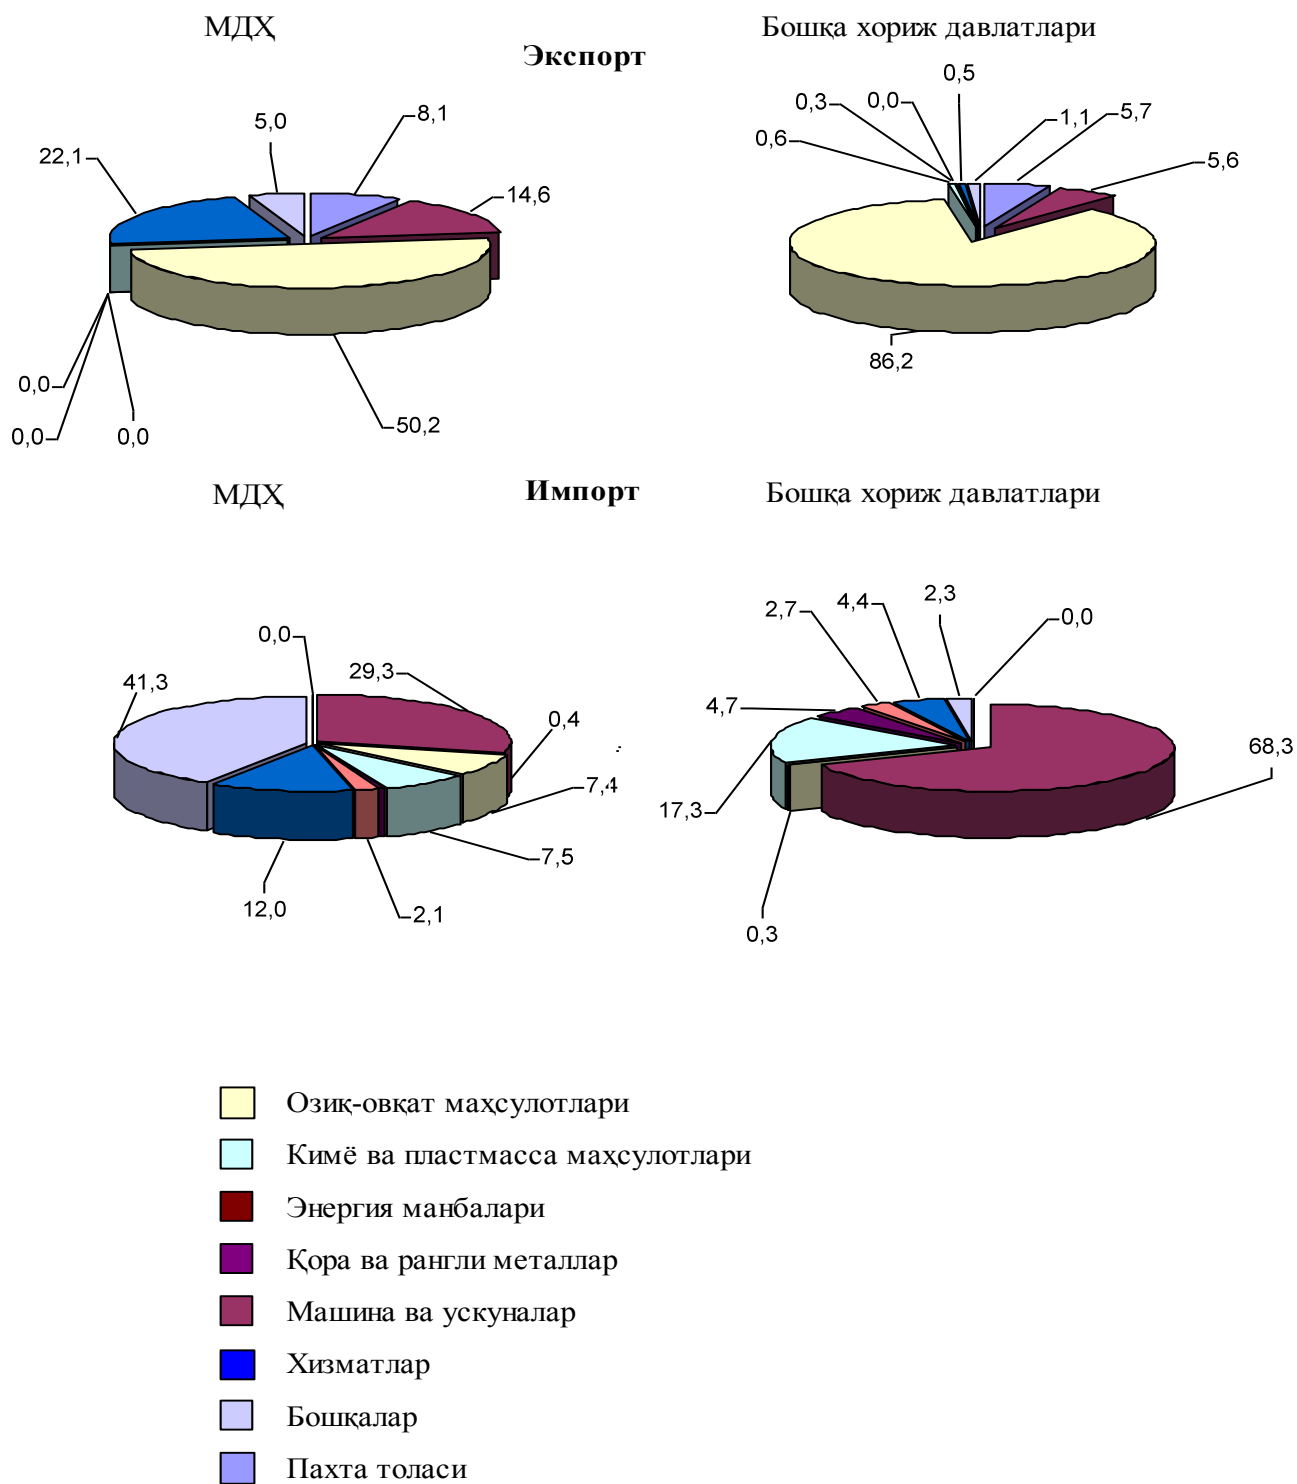 МДҲ
Экспорт
Бошқа хориж давлатлари
22,1
5,0
8,1
14,6
0,0
0,0
0,0
50,2
0,6
0,3
0,0
0,5
1,1
5,7
5,6
86,2
МДҲ
Импорт
Бошқа хориж давлатлари
41,3
0,0
29,3
0,4
7,4
7,5
2,1
12,0
2,7
4,4
2,3
0,0
4,7
68,3
17,3
0,3
Озиқ-овқат маҳсулотлари
Кимё ва пластмасса маҳсулотлари
Энергия манбалари
Қора ва рангли металлар
Машина ва ускуналар
Хизматлар
Бошқалар
Пахта толаси